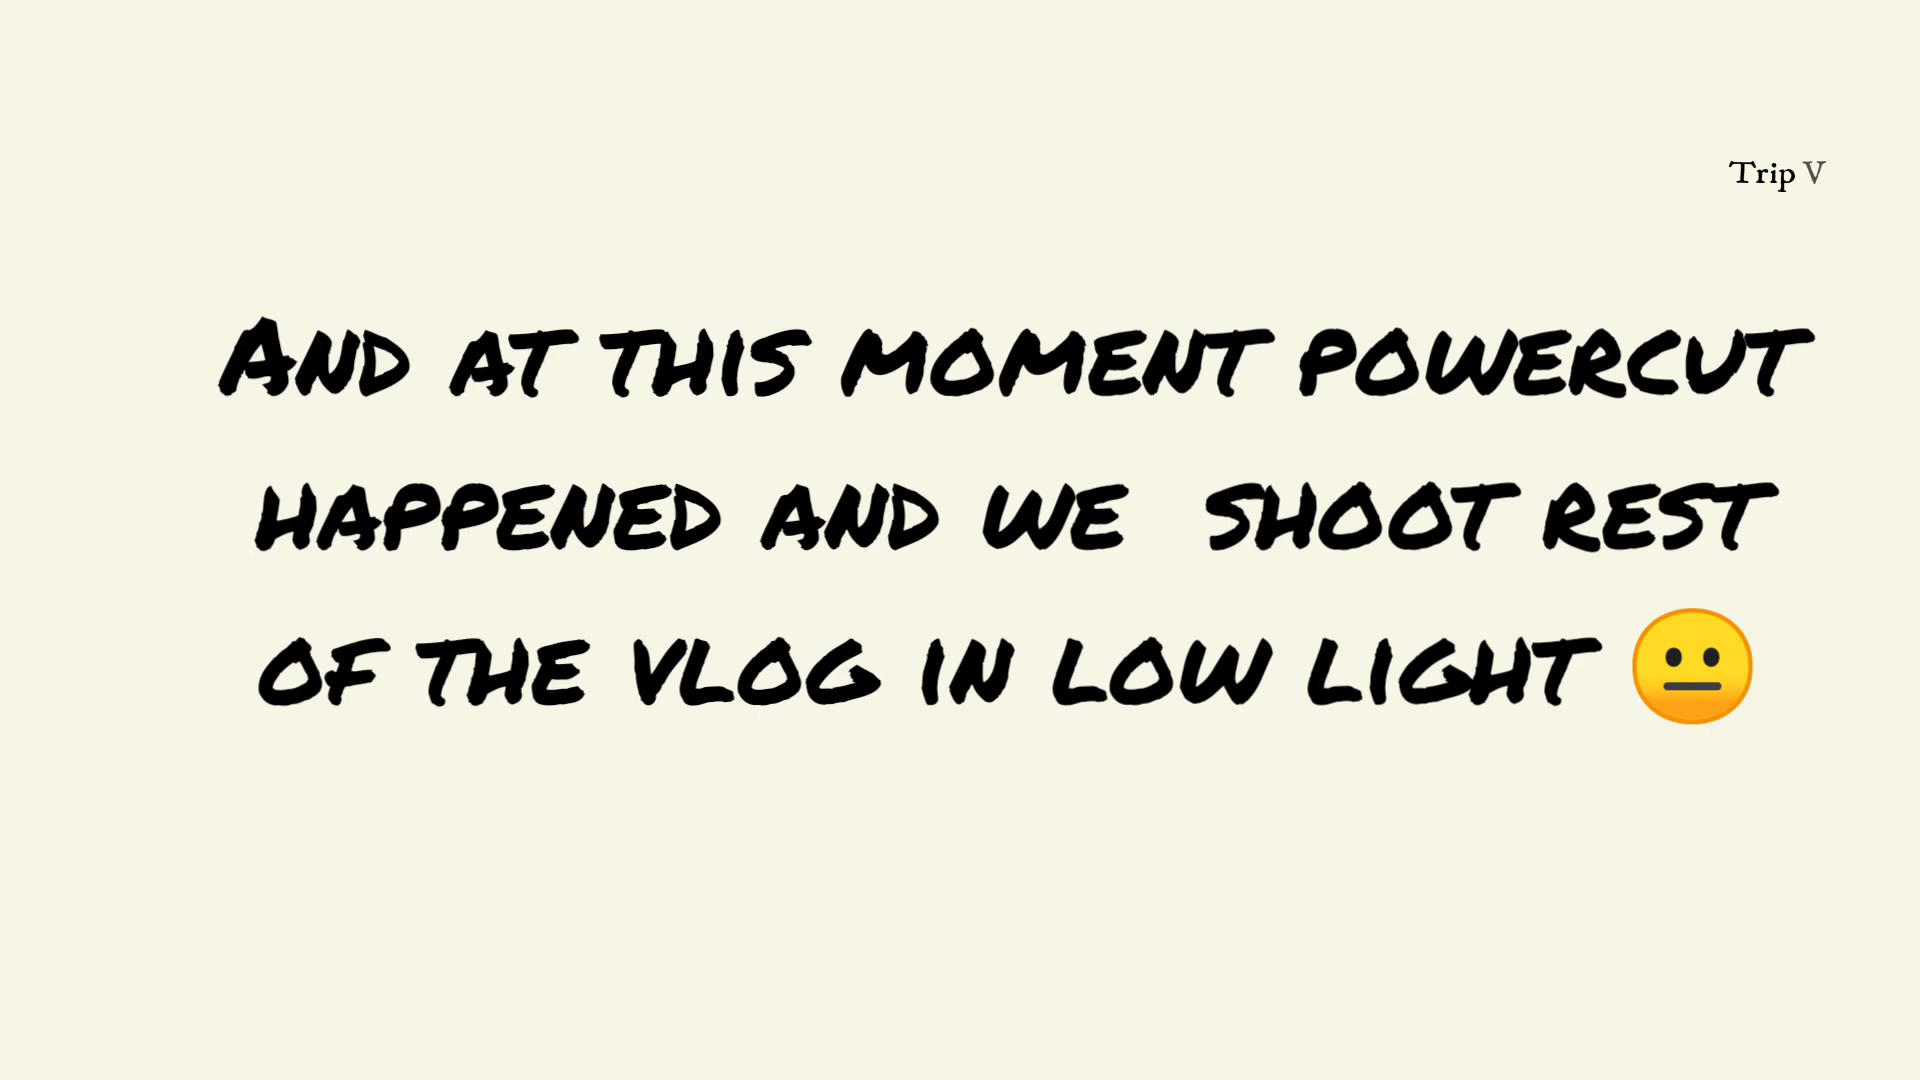 Trip V
And at this moment powercut
happened and we  shoot rest
of the vlog in low light 😐